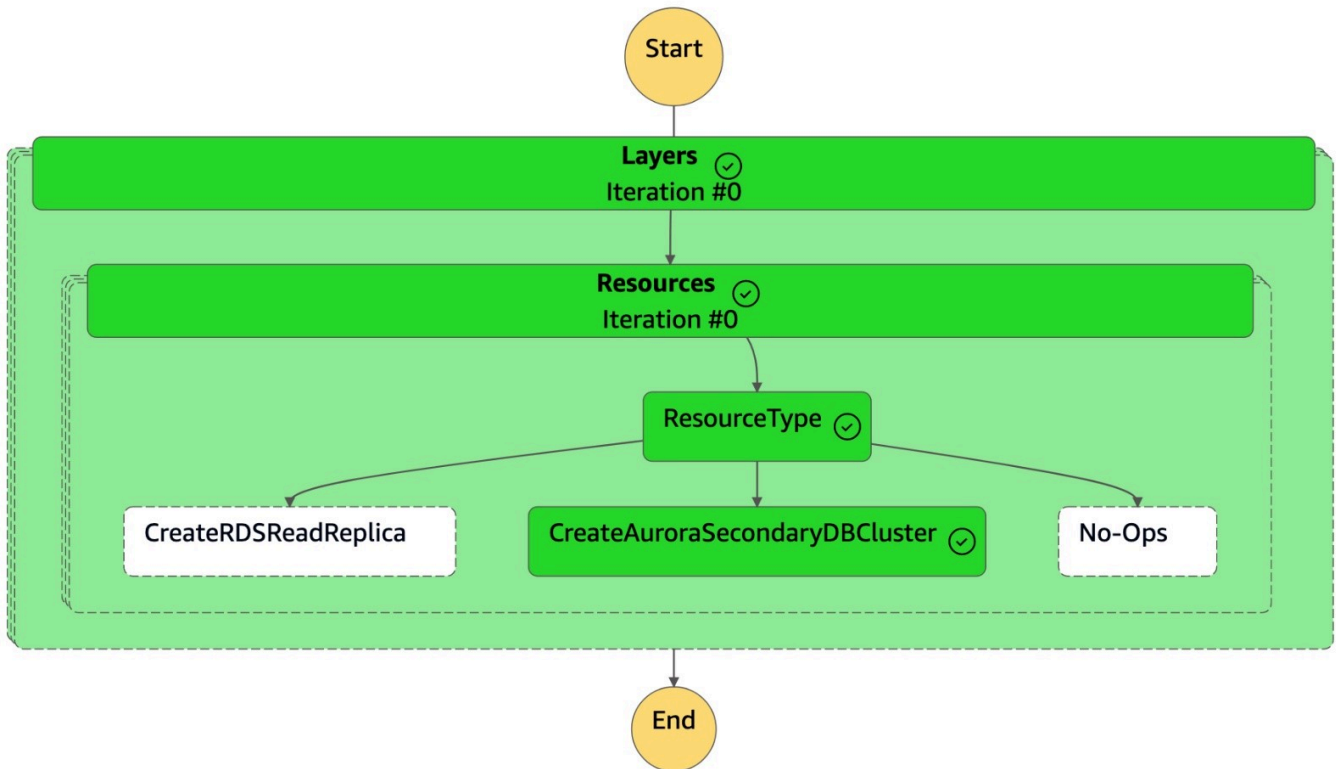 Start
Layers
Iteration #0
Resources
Iteration #0
ResourceType
CreateRDSReadReplica
CreateAuroraSecondaryDBCluster
No-Ops
End